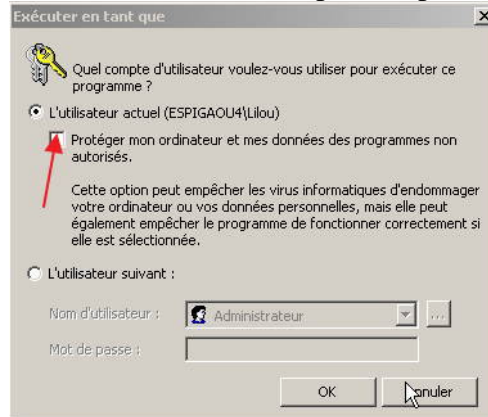 Exécuter en tant que
Quel compte d'utilisateur voulez-vous utiliser pour exécuter ce
programme ?
L'utilisateur actuel (ESPIGAOU4\Lilou)
Protéger mon ordinateur et mes données des programmes non
autorisés.
Cette option peut empêcher les virus informatiques d'endommager
votre ordinateur ou vos données personnelles, mais elle peut
également empêcher le programme de fonctionner correctement si
elle est sélectionnée.
L'utilisateur suivant :
Nom d'utilisateur : Administrateur ...
Mot de passe :
OK Annuler